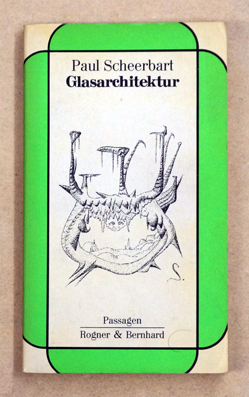 Paul Scheerbart
Glasarchitektur
S.
Passagen
Rogner & Bernhard